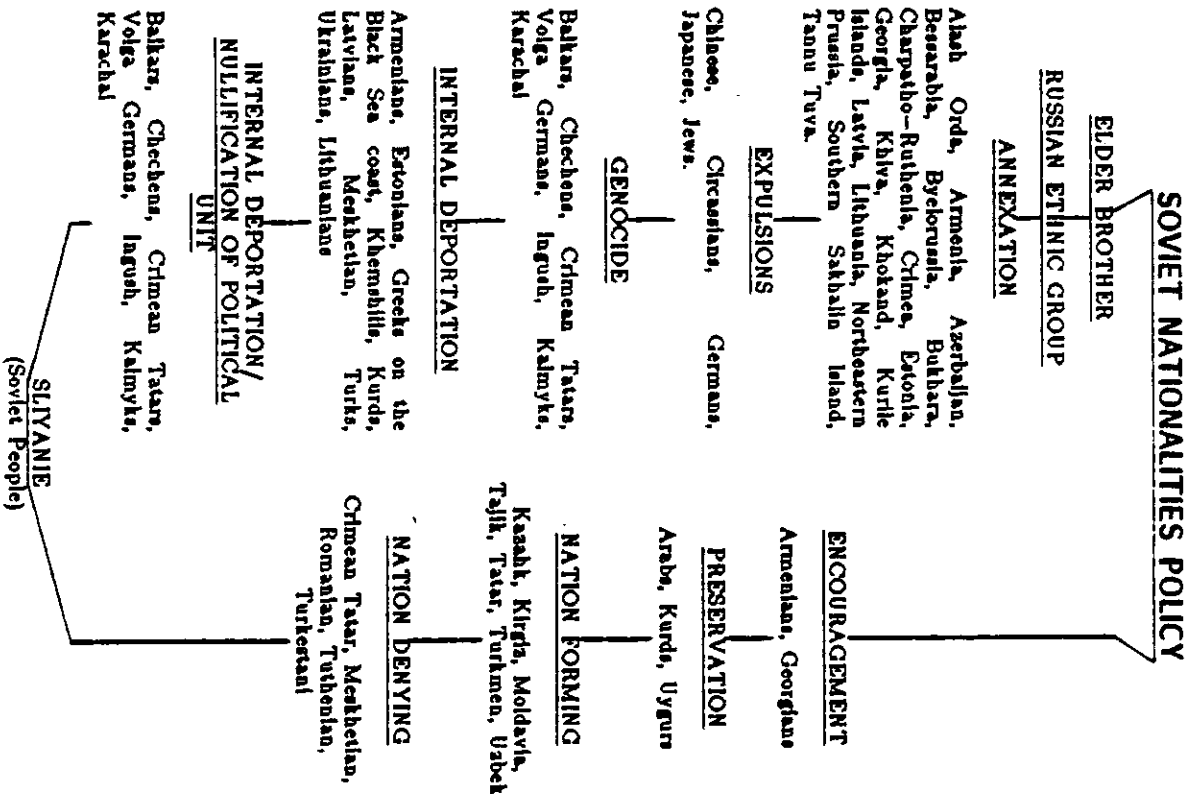 SOVIET NATIONALITIES POLICY
ELDER BROTHER
RUSSIAN ETHNIC GROUP
ANNEXATION
Alash Orda, Armenia, Azerbaijan,
Bessarabia, Byelorussia, Bukhara,
Charpatho-Ruthenia, Crimea, Estonia,
Georgia, Khiva, Khokand, Kurile
Islands, Latvia, Lithuania, Northeastern
Prussia, Southern Sakhalin Island,
Tannu Tuva.
EXPULSIONS
Chinese, Circassians, Germans,
Japanese, Jews.
GENOCIDE
Balkars, Chechens, Crimean Tatars,
Volga Germans, Ingush, Kalmyks,
Karachai
INTERNAL DEPORTATION
Armenians, Estonians, Greeks on the
Black Sea coast, Khemshills, Kurds,
Latvians, Meskhetian, Turks,
Ukrainians, Lithuanians
INTERNAL DEPORTATION/
NULLIFICATION OF POLITICAL
UNIT
Balkars, Chechens, Crimean Tatars,
Volga Germans, Ingush, Kalmyks,
Karachai
ENCOURAGEMENT
Armenians, Georgians
PRESERVATION
Arabs, Kurds, Uygurs
NATION FORMING
Kazahk, Kirgiz, Moldavia,
Tajik, Tatar, Turkmen, Uzbek
NATION DENYING
Crimean Tatar, Meskhetian,
Romanian, Tuthenian,
Turkestani
SLIYANIE
(Soviet People)